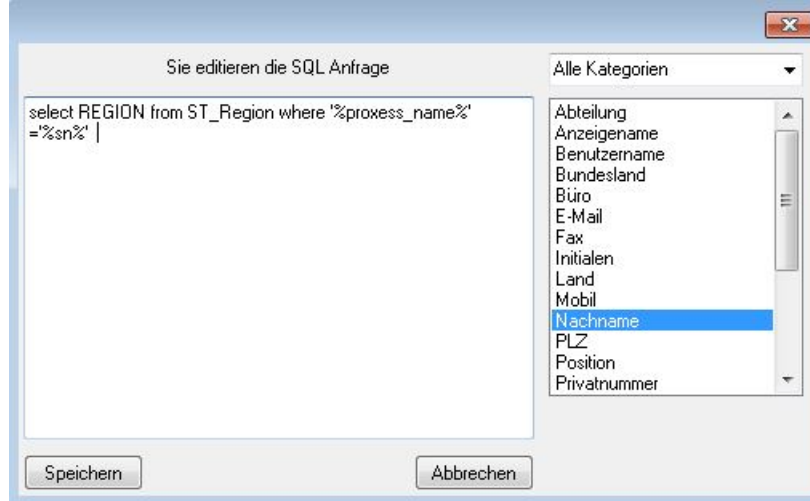 Sie editieren die SQL Anfrage
Alle Kategorien
select REGION from ST_Region where '%proxess_name%'
='%sn%'
Abteilung
Anzeigename
Benutzername
Bundesland
Büro
E-Mail
Fax
Initialen
Land
Mobil
Nachname
PLZ
Position
Privatnummer
Speichern
Abbrechen